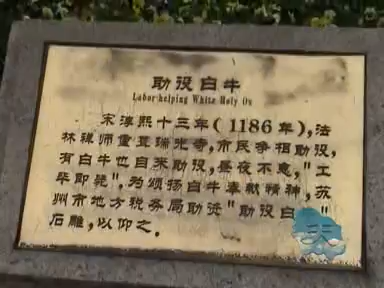 助役白牛
Labor-helping White Holy Ox
宋淳熙十三年(1186年),法
林禅师重葺瑞光寺,市民争相助役,
有白牛也自来助役,昼夜不息,"工
毕即毙"。为颂扬白牛奉献精神,苏
州市地方税务局助建"助役白
石雕,以仰之。